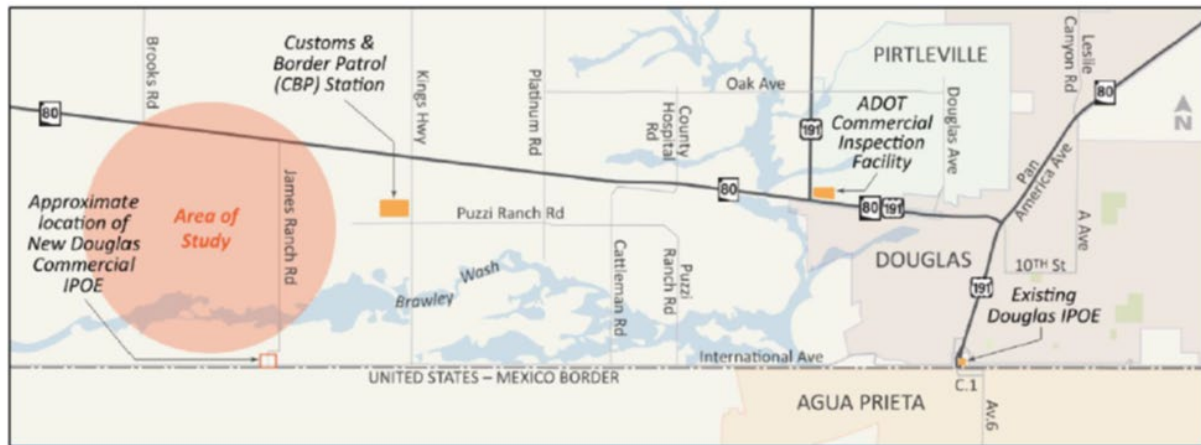 Brooks Rd
80
Customs &
Border Patrol
(CBP) Station
Kings Hwy
Platinum Rd
Oak Ave
County
Hospital
Rd
PIRTLEVILLE
191
ADOT
Commercial
Inspection
Facility
Douglas Ave
Leslie
Canyon Rd
80
N
Approximate
location of
New Douglas
Commercial
IPOE
Area of
Study
James Ranch Rd
Puzzi Ranch Rd
80
80
191
Pan
America Ave
A Ave
Brawley Wash
Cattleman Rd
Puzzi
Ranch Rd
DOUGLAS
10TH St
191
Existing
Douglas IPOE
International Ave
UNITED STATES – MEXICO BORDER
AGUA PRIETA
C.1
Av.6